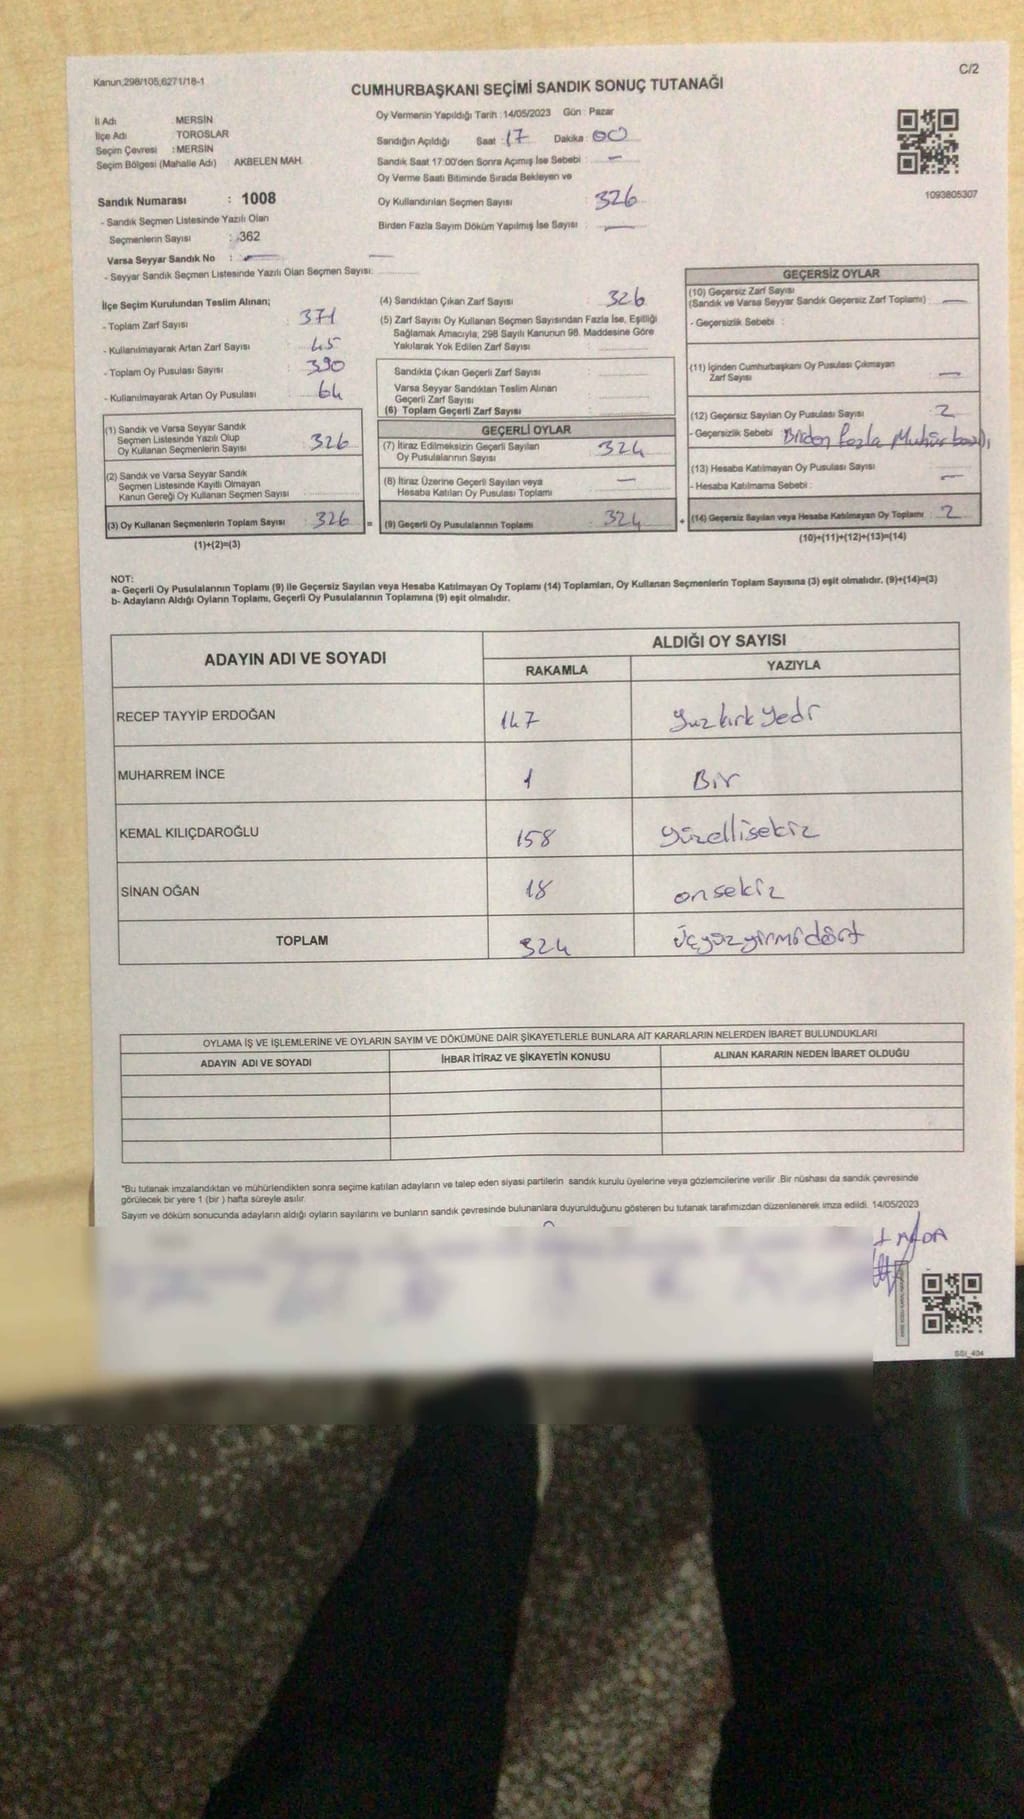 Kanun:298/105;6271/18-1
C/2
CUMHURBAŞKANI SEÇİMİ SANDIK SONUÇ TUTANAĞI
İl Adı MERSİN
İlçe Adı TOROSLAR
Seçim Çevresi : MERSİN
Seçim Bölgesi (Mahalle Adı) : AKBELEN MAH.
Oy Vermenin Yapıldığı Tarih : 14/05/2023 Gün : Pazar
Sandığın Açıldığı Saat : 17 Dakika : 00
Sandık Saat 17:00'den Sonra Açımış İse Sebebi : —
Oy Verme Saati Bitiminde Sırada Bekleyen ve
Oy Kullandırılan Seçmen Sayısı 326
Birden Fazla Sayım Döküm Yapılmış İse Sayısı : —
1093805307
Sandık Numarası : 1008
- Sandık Seçmen Listesinde Yazılı Olan
Seçmenlerin Sayısı : 362
Varsa Seyyar Sandık No : —
- Seyyar Sandık Seçmen Listesinde Yazılı Olan Seçmen Sayısı:
İlçe Seçim Kurulundan Teslim Alınan;
- Toplam Zarf Sayısı 371
- Kullanılmayarak Artan Zarf Sayısı 45
- Toplam Oy Pusulası Sayısı 390
- Kullanılmayarak Artan Oy Pusulası 64
(1) Sandık ve Varsa Seyyar Sandık
Seçmen Listesinde Yazılı Olup
Oy Kullanan Seçmenlerin Sayısı 326
(2) Sandık ve Varsa Seyyar Sandık
Seçmen Listesinde Kayıtlı Olmayan
Kanun Gereği Oy Kullanan Seçmen Sayısı
(3) Oy Kullanan Seçmenlerin Toplam Sayısı 326 =
(1)+(2)=(3)
(4) Sandıktan Çıkan Zarf Sayısı 326
(5) Zarf Sayısı Oy Kullanan Seçmen Sayısından Fazla İse, Eşitliği
Sağlamak Amacıyla, 298 Sayılı Kanunun 98. Maddesine Göre
Yakılarak Yok Edilen Zarf Sayısı
Sandıkta Çıkan Geçerli Zarf Sayısı :
Varsa Seyyar Sandıktan Teslim Alınan
Geçerli Zarf Sayısı :
(6) Toplam Geçerli Zarf Sayısı :
GEÇERLİ OYLAR
(7) İtiraz Edilmeksizin Geçerli Sayılan
Oy Pusulalarının Sayısı 324
(8) İtiraz Üzerine Geçerli Sayılan veya
Hesaba Katılan Oy Pusulası Toplamı —
(9) Geçerli Oy Pusulalarının Toplamı 324 +
GEÇERSİZ OYLAR
(10) Geçersiz Zarf Sayısı
(Sandık ve Varsa Seyyar Sandık Geçersiz Zarf Toplamı) : —
- Geçersizlik Sebebi :
(11) İçinden Cumhurbaşkanı Oy Pusulası Çıkmayan
Zarf Sayısı —
(12) Geçersiz Sayılan Oy Pusulası Sayısı 2
- Geçersizlik Sebebi : Birden fazla Mühür
(13) Hesaba Katılmayan Oy Pusulası Sayısı —
- Hesaba Katılmama Sebebi :
(14) Geçersiz Sayılan veya Hesaba Katılmayan Oy Toplamı : 2
(10)+(11)+(12)+(13)=(14)
NOT:
a- Geçerli Oy Pusulalarının Toplamı (9) ile Geçersiz Sayılan veya Hesaba Katılmayan Oy Toplamı (14) Toplamları, Oy Kullanan Seçmenlerin Toplam Sayısına (3) eşit olmalıdır. (9)+(14)=(3)
b- Adayların Aldığı Oyların Toplamı, Geçerli Oy Pusulalarının Toplamına (9) eşit olmalıdır.
ADAYIN ADI VE SOYADI ALDIĞI OY SAYISI
RAKAMLA YAZIYLA
RECEP TAYYİP ERDOĞAN 147 Yuzkırkyedi
MUHARREM İNCE 1 Bir
KEMAL KILIÇDAROĞLU 158 yüzellisekiz
SİNAN OĞAN 18 onsekiz
TOPLAM 324 üçyüzyirmidört
OYLAMA İŞ VE İŞLEMLERİNE VE OYLARIN SAYIM VE DÖKÜMÜNE DAİR ŞİKAYETLERLE BUNLARA AİT KARARLARIN NELERDEN İBARET BULUNDUKLARI
ADAYIN ADI VE SOYADI İHBAR İTİRAZ VE ŞİKAYETİN KONUSU ALINAN KARARIN NEDEN İBARET OLDUĞU
"Bu tutanak imzalandıktan ve mühürlendikten sonra seçime katılan adayların ve talep eden siyasi partilerin sandık kurulu üyelerine veya gözlemcilerine verilir .Bir nüshası da sandık çevresinde
görülecek bir yere 1 (bir ) hafta süreyle asılır.
Sayım ve döküm sonucunda adayların aldığı oyların sayılarını ve bunların sandık çevresinde bulunanlara duyurulduğunu gösteren bu tutanak tarafımızdan düzenlenerek imza edildi. 14/05/2023
SSI_404